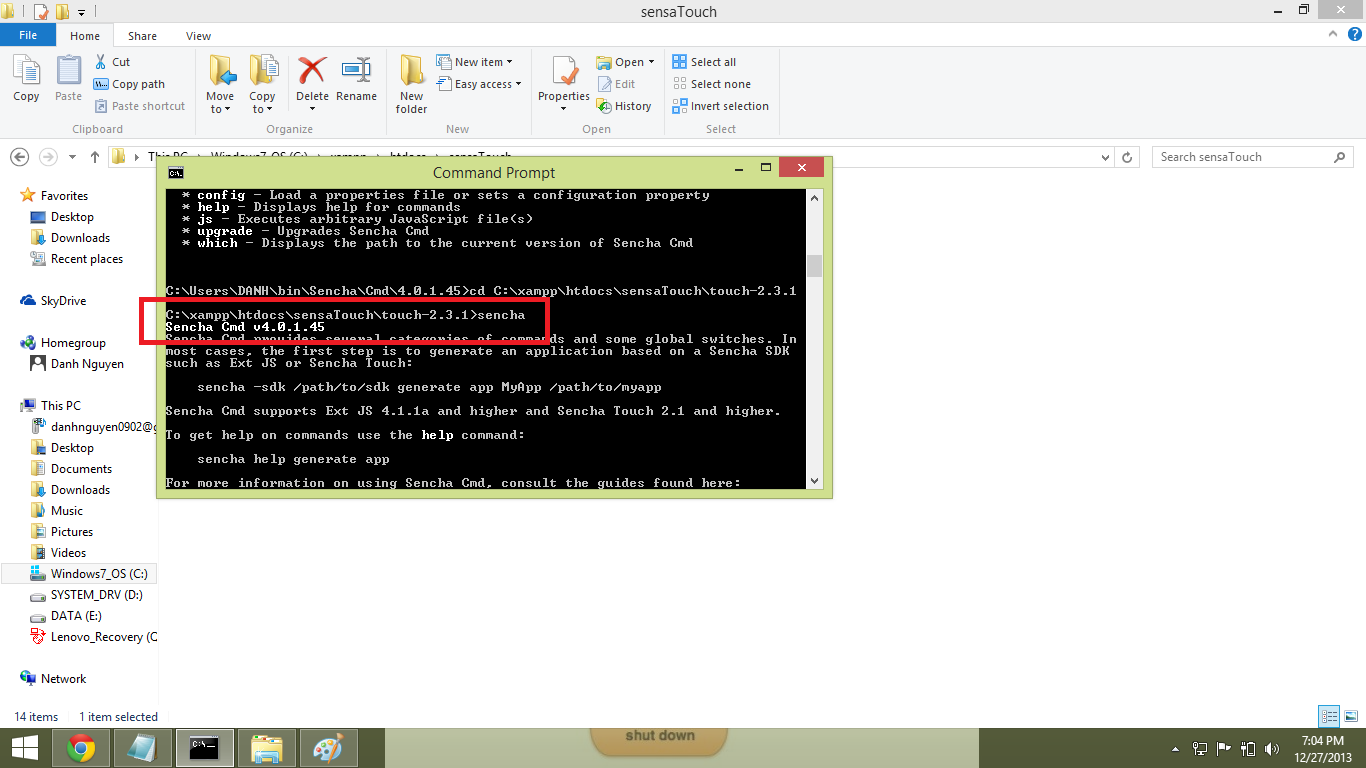 sensaTouch
File Home Share View
Copy
Paste
Cut
Copy path
Paste shortcut
Clipboard
Move to
Copy to
Delete
Rename
Organize
New folder
New item
Easy access
New
Properties
Open
Edit
History
Open
Select all
Select none
Invert selection
Select
Search sensaTouch
Favorites
Desktop
Downloads
Recent places
SkyDrive
Homegroup
Danh Nguyen
This PC
danhnguyen0902@g
Desktop
Documents
Downloads
Music
Pictures
Videos
Windows7_OS (C:)
SYSTEM_DRV (D:)
DATA (E:)
Lenovo_Recovery (Q
Network
Command Prompt
* config - Load a properties file or sets a configuration property
* help - Displays help for commands
* js - Executes arbitrary JavaScript file(s)
* upgrade - Upgrades Sencha Cmd
* which - Displays the path to the current version of Sencha Cmd
C:\Users\DANH\bin\Sencha\Cmd\4.0.1.45>cd C:\xampp\htdocs\sensaTouch\touch-2.3.1
C:\xampp\htdocs\sensaTouch\touch-2.3.1>sencha
Sencha Cmd v4.0.1.45
Sencha Cmd provides several categories of commands and some global switches. In
most cases, the first step is to generate an application based on a Sencha SDK
such as Ext JS or Sencha Touch:
sencha -sdk /path/to/sdk generate app MyApp /path/to/myapp
Sencha Cmd supports Ext JS 4.1.1a and higher and Sencha Touch 2.1 and higher.
To get help on commands use the help command:
sencha help generate app
For more information on using Sencha Cmd, consult the guides found here:
14 items 1 item selected
shut down
7:04 PM
12/27/2013